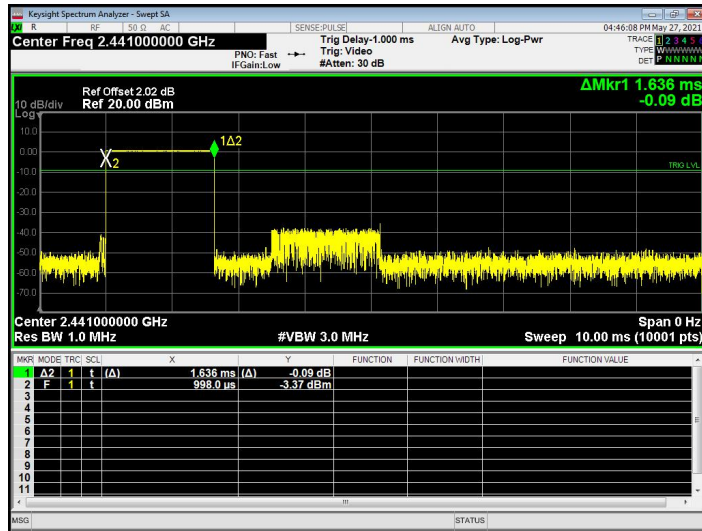 Keysight Spectrum Analyzer - Swept SA
R RF 50 Ω AC SENSE:PULSE ALIGN AUTO 04:46:08 PM May 27, 2021
Center Freq 2.441000000 GHz
Trig Delay-1.000 ms Avg Type: Log-Pwr TRACE 1 2 3 4 5
PNO: Fast Trig: Video TYPE
IFGain:Low #Atten: 30 dB DET P N N N N N
ΔMkr1 1.636 ms
-0.09 dB
Ref Offset 2.02 dB
10 dB/div Ref 20.00 dBm
Log
10.0
1Δ2
0.00
2
TRIG LVL
-10.0
-20.0
-30.0
-40.0
-50.0
-60.0
-70.0
Center 2.441000000 GHz Span 0 Hz
Res BW 1.0 MHz #VBW 3.0 MHz Sweep 10.00 ms (10001 pts)
MKR MODE TRC SCL X Y FUNCTION FUNCTION WIDTH FUNCTION VALUE
1 Δ2 1 t (Δ) 1.636 ms (Δ) -0.09 dB
2 F 1 t 998.0 µs -3.37 dBm
3
4
5
6
7
8
9
10
11
MSG STATUS